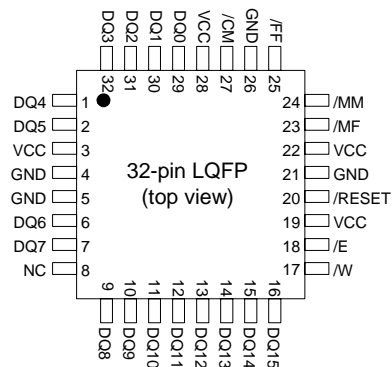 DQ3 DQ2 DQ1 DQ0 VCC /CM GND /FF
32 31 30 29 28 27 26 25
DQ4 1 24 /MM
DQ5 2 23 /MF
VCC 3 22 VCC
GND 4 21 GND
GND 5 20 /RESET
DQ6 6 19 VCC
DQ7 7 18 /E
NC 8 17 /W
32-pin LQFP
(top view)
9 10 11 12 13 14 15 16
DQ8 DQ9 DQ10 DQ11 DQ12 DQ13 DQ14 DQ15